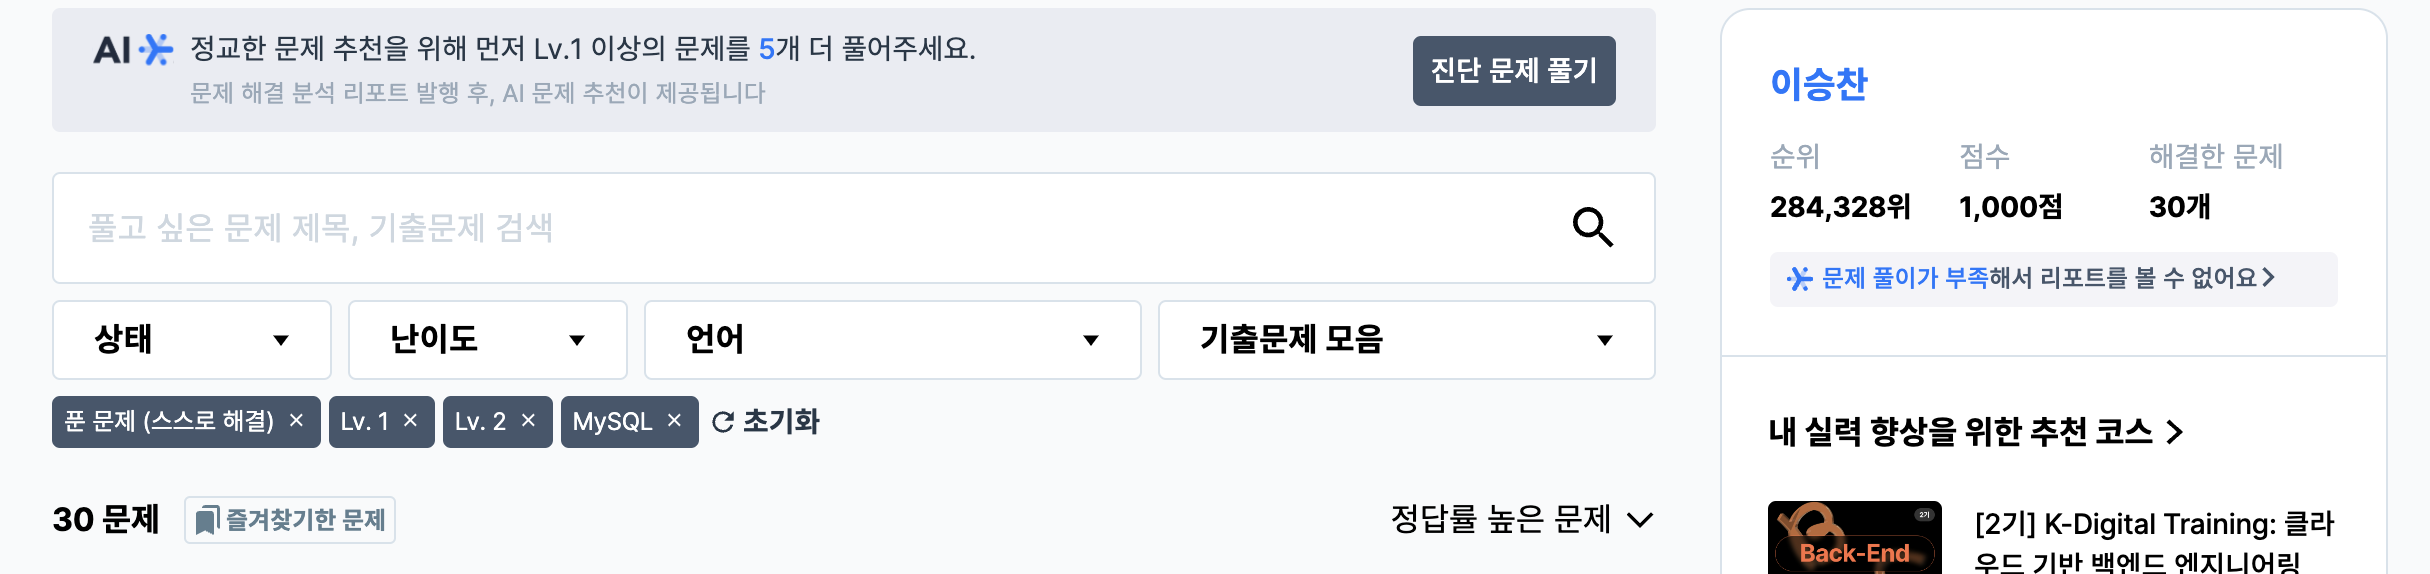 AI 정교한 문제 추천을 위해 먼저 Lv.1 이상의 문제를 5개 더 풀어주세요.
문제 해결 분석 리포트 발행 후, AI 문제 추천이 제공됩니다
진단 문제 풀기
풀고 싶은 문제 제목, 기출문제 검색
상태
난이도
언어
기출문제 모음
푼 문제 (스스로 해결) ×
Lv. 1 ×
Lv. 2 ×
MySQL ×
초기화
30 문제
즐겨찾기한 문제
정답률 높은 문제
이승찬
순위 점수 해결한 문제
284,328위 1,000점 30개
문제 풀이가 부족해서 리포트를 볼 수 없어요
내 실력 향상을 위한 추천 코스
2기
Back-End
[2기] K-Digital Training: 클라
우드 기반 백엔드 엔지니어링